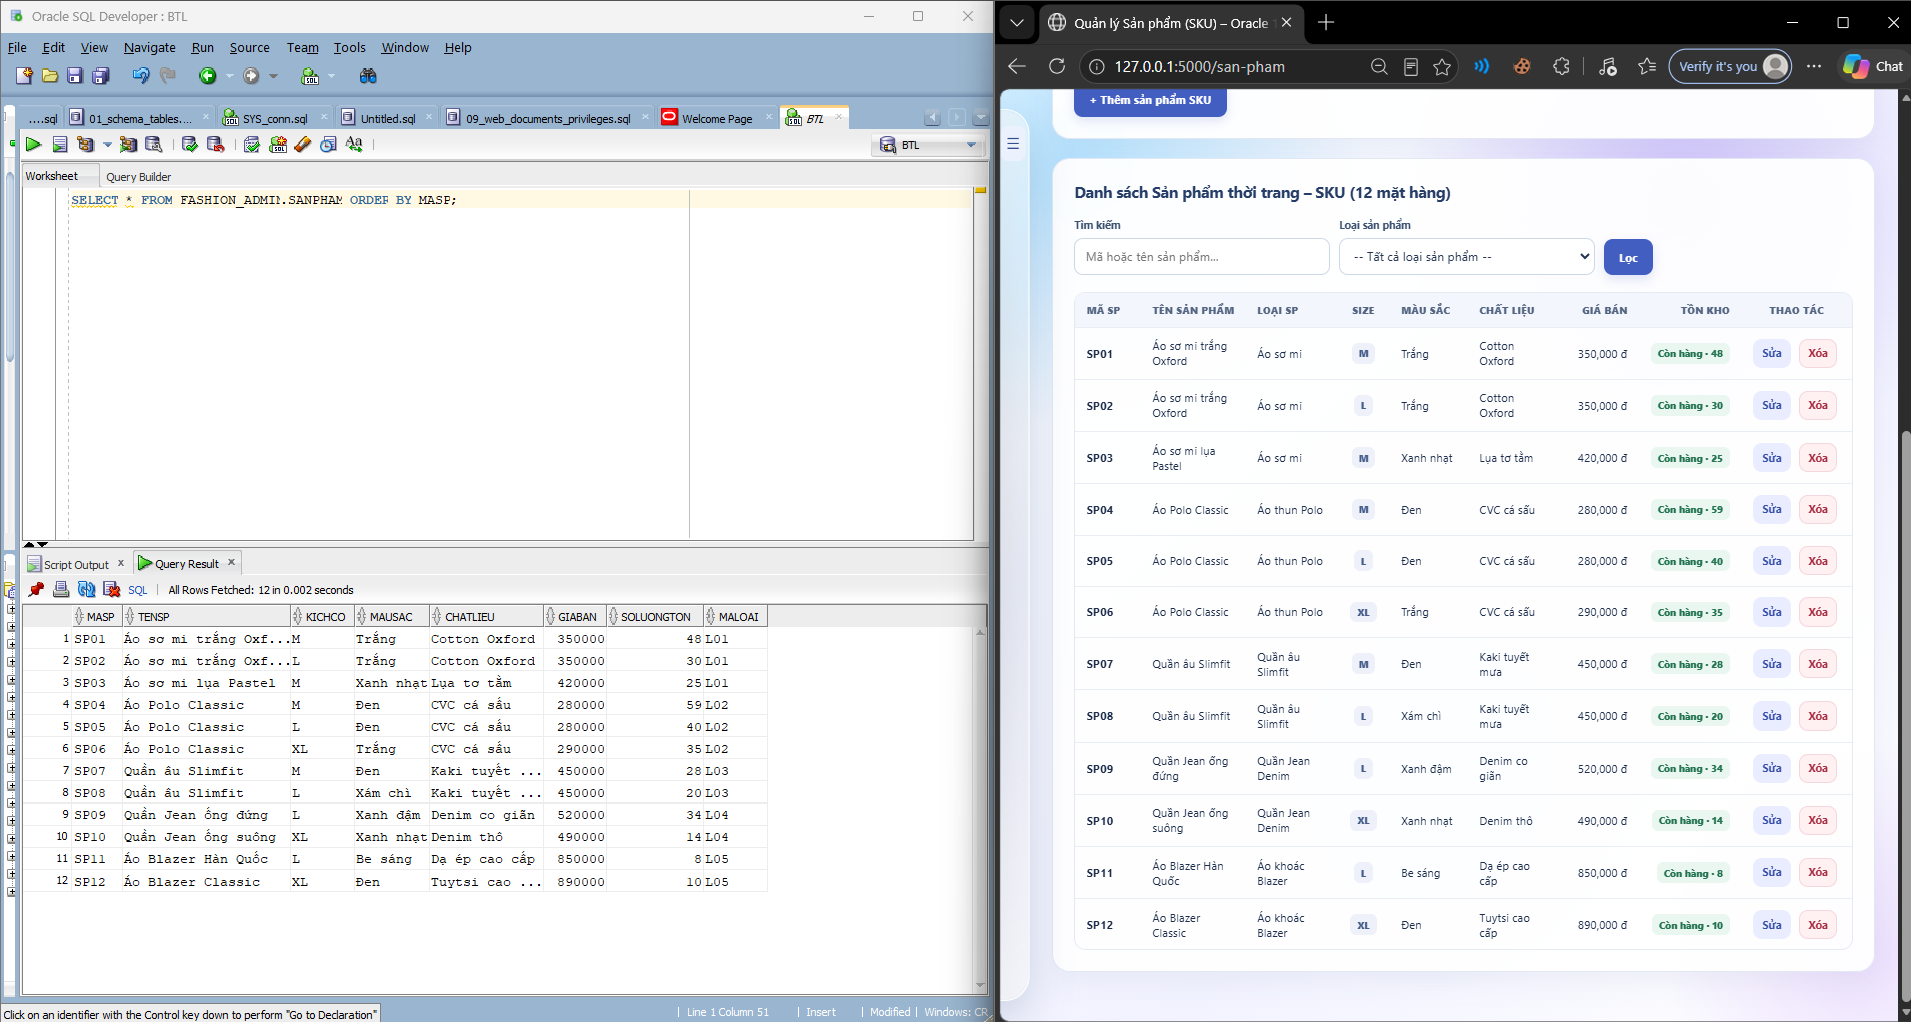 Oracle SQL Developer : BTL
File Edit View Navigate Run Source Team Tools Window Help
....sql 01_schema_tables.... SYS_conn.sql Untitled.sql 09_web_documents_privileges.sql Welcome Page BTL
BTL
Worksheet Query Builder
SELECT * FROM FASHION_ADMIN.SANPHAM ORDER BY MASP;
Script Output Query Result
SQL All Rows Fetched: 12 in 0.002 seconds
MASP TENSP KICHCO MAUSAC CHATLIEU GIABAN SOLUONGTON MALOAI
1 SP01 Áo sơ mi trắng Oxf... M Trắng Cotton Oxford 350000 48 L01
2 SP02 Áo sơ mi trắng Oxf... L Trắng Cotton Oxford 350000 30 L01
3 SP03 Áo sơ mi lụa Pastel M Xanh nhạt Lụa tơ tằm 420000 25 L01
4 SP04 Áo Polo Classic M Đen CVC cá sấu 280000 59 L02
5 SP05 Áo Polo Classic L Đen CVC cá sấu 280000 40 L02
6 SP06 Áo Polo Classic XL Trắng CVC cá sấu 290000 35 L02
7 SP07 Quần âu Slimfit M Đen Kaki tuyết ... 450000 28 L03
8 SP08 Quần âu Slimfit L Xám chì Kaki tuyết ... 450000 20 L03
9 SP09 Quần Jean ống đứng L Xanh đậm Denim co giãn 520000 34 L04
10 SP10 Quần Jean ống suông XL Xanh nhạt Denim thô 490000 14 L04
11 SP11 Áo Blazer Hàn Quốc L Be sáng Dạ ép cao cấp 850000 8 L05
12 SP12 Áo Blazer Classic XL Đen Tuytsi cao ... 890000 10 L05
Click on an identifier with the Control key down to perform "Go to Declaration"
Line 1 Column 51 Insert Modified Windows: CR
Quản lý Sản phẩm (SKU) – Oracle
127.0.0.1:5000/san-pham
Verify it's you
Chat
+ Thêm sản phẩm SKU
Danh sách Sản phẩm thời trang – SKU (12 mặt hàng)
Tìm kiếm Loại sản phẩm
Mã hoặc tên sản phẩm... -- Tất cả loại sản phẩm -- Lọc
MÃ SP TÊN SẢN PHẨM LOẠI SP SIZE MÀU SẮC CHẤT LIỆU GIÁ BÁN TỒN KHO THAO TÁC
SP01 Áo sơ mi trắng Oxford Áo sơ mi M Trắng Cotton Oxford 350,000 đ Còn hàng · 48 Sửa Xóa
SP02 Áo sơ mi trắng Oxford Áo sơ mi L Trắng Cotton Oxford 350,000 đ Còn hàng · 30 Sửa Xóa
SP03 Áo sơ mi lụa Pastel Áo sơ mi M Xanh nhạt Lụa tơ tằm 420,000 đ Còn hàng · 25 Sửa Xóa
SP04 Áo Polo Classic Áo thun Polo M Đen CVC cá sấu 280,000 đ Còn hàng · 59 Sửa Xóa
SP05 Áo Polo Classic Áo thun Polo L Đen CVC cá sấu 280,000 đ Còn hàng · 40 Sửa Xóa
SP06 Áo Polo Classic Áo thun Polo XL Trắng CVC cá sấu 290,000 đ Còn hàng · 35 Sửa Xóa
SP07 Quần âu Slimfit Quần âu Slimfit M Đen Kaki tuyết mưa 450,000 đ Còn hàng · 28 Sửa Xóa
SP08 Quần âu Slimfit Quần âu Slimfit L Xám chì Kaki tuyết mưa 450,000 đ Còn hàng · 20 Sửa Xóa
SP09 Quần Jean ống đứng Quần Jean Denim L Xanh đậm Denim co giãn 520,000 đ Còn hàng · 34 Sửa Xóa
SP10 Quần Jean ống suông Quần Jean Denim XL Xanh nhạt Denim thô 490,000 đ Còn hàng · 14 Sửa Xóa
SP11 Áo Blazer Hàn Quốc Áo khoác Blazer L Be sáng Dạ ép cao cấp 850,000 đ Còn hàng · 8 Sửa Xóa
SP12 Áo Blazer Classic Áo khoác Blazer XL Đen Tuytsi cao cấp 890,000 đ Còn hàng · 10 Sửa Xóa